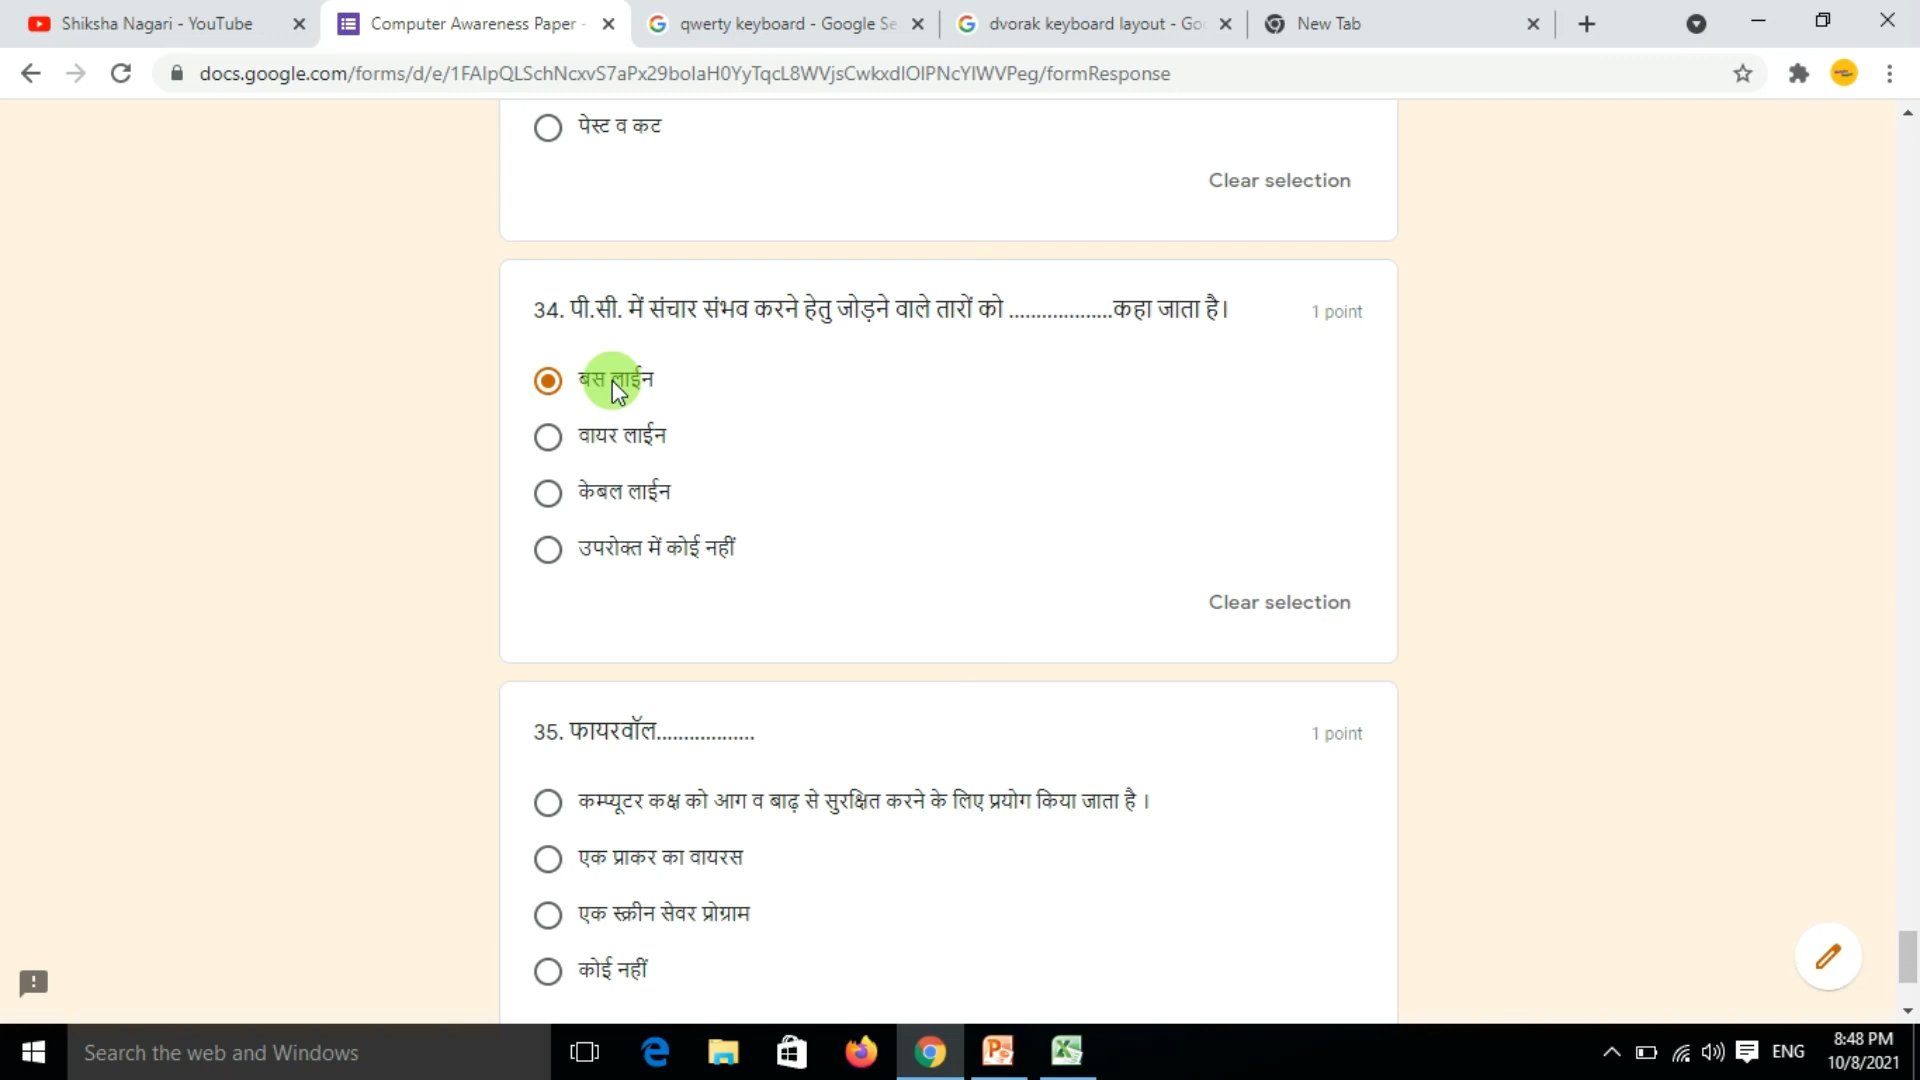 Shiksha Nagari - YouTube
Computer Awareness Paper -
qwerty keyboard - Google Se
dvorak keyboard layout - Goo
New Tab
docs.google.com/forms/d/e/1FAIpQLSchNcxvS7aPx29bolaH0YyTqcL8WVjsCwkxdIOIPNcYIWVPeg/formResponse
पेस्ट व कट
Clear selection
34. पी.सी. में संचार संभव करने हेतु जोड़ने वाले तारों को ...................कहा जाता है।
1 point
बस लाईन
वायर लाईन
केबल लाईन
उपरोक्त में कोई नहीं
Clear selection
35. फायरवॉल..................
1 point
कम्प्यूटर कक्ष को आग व बाढ़ से सुरक्षित करने के लिए प्रयोग किया जाता है ।
एक प्राकर का वायरस
एक स्क्रीन सेवर प्रोग्राम
कोई नहीं
Search the web and Windows
ENG
8:48 PM
10/8/2021